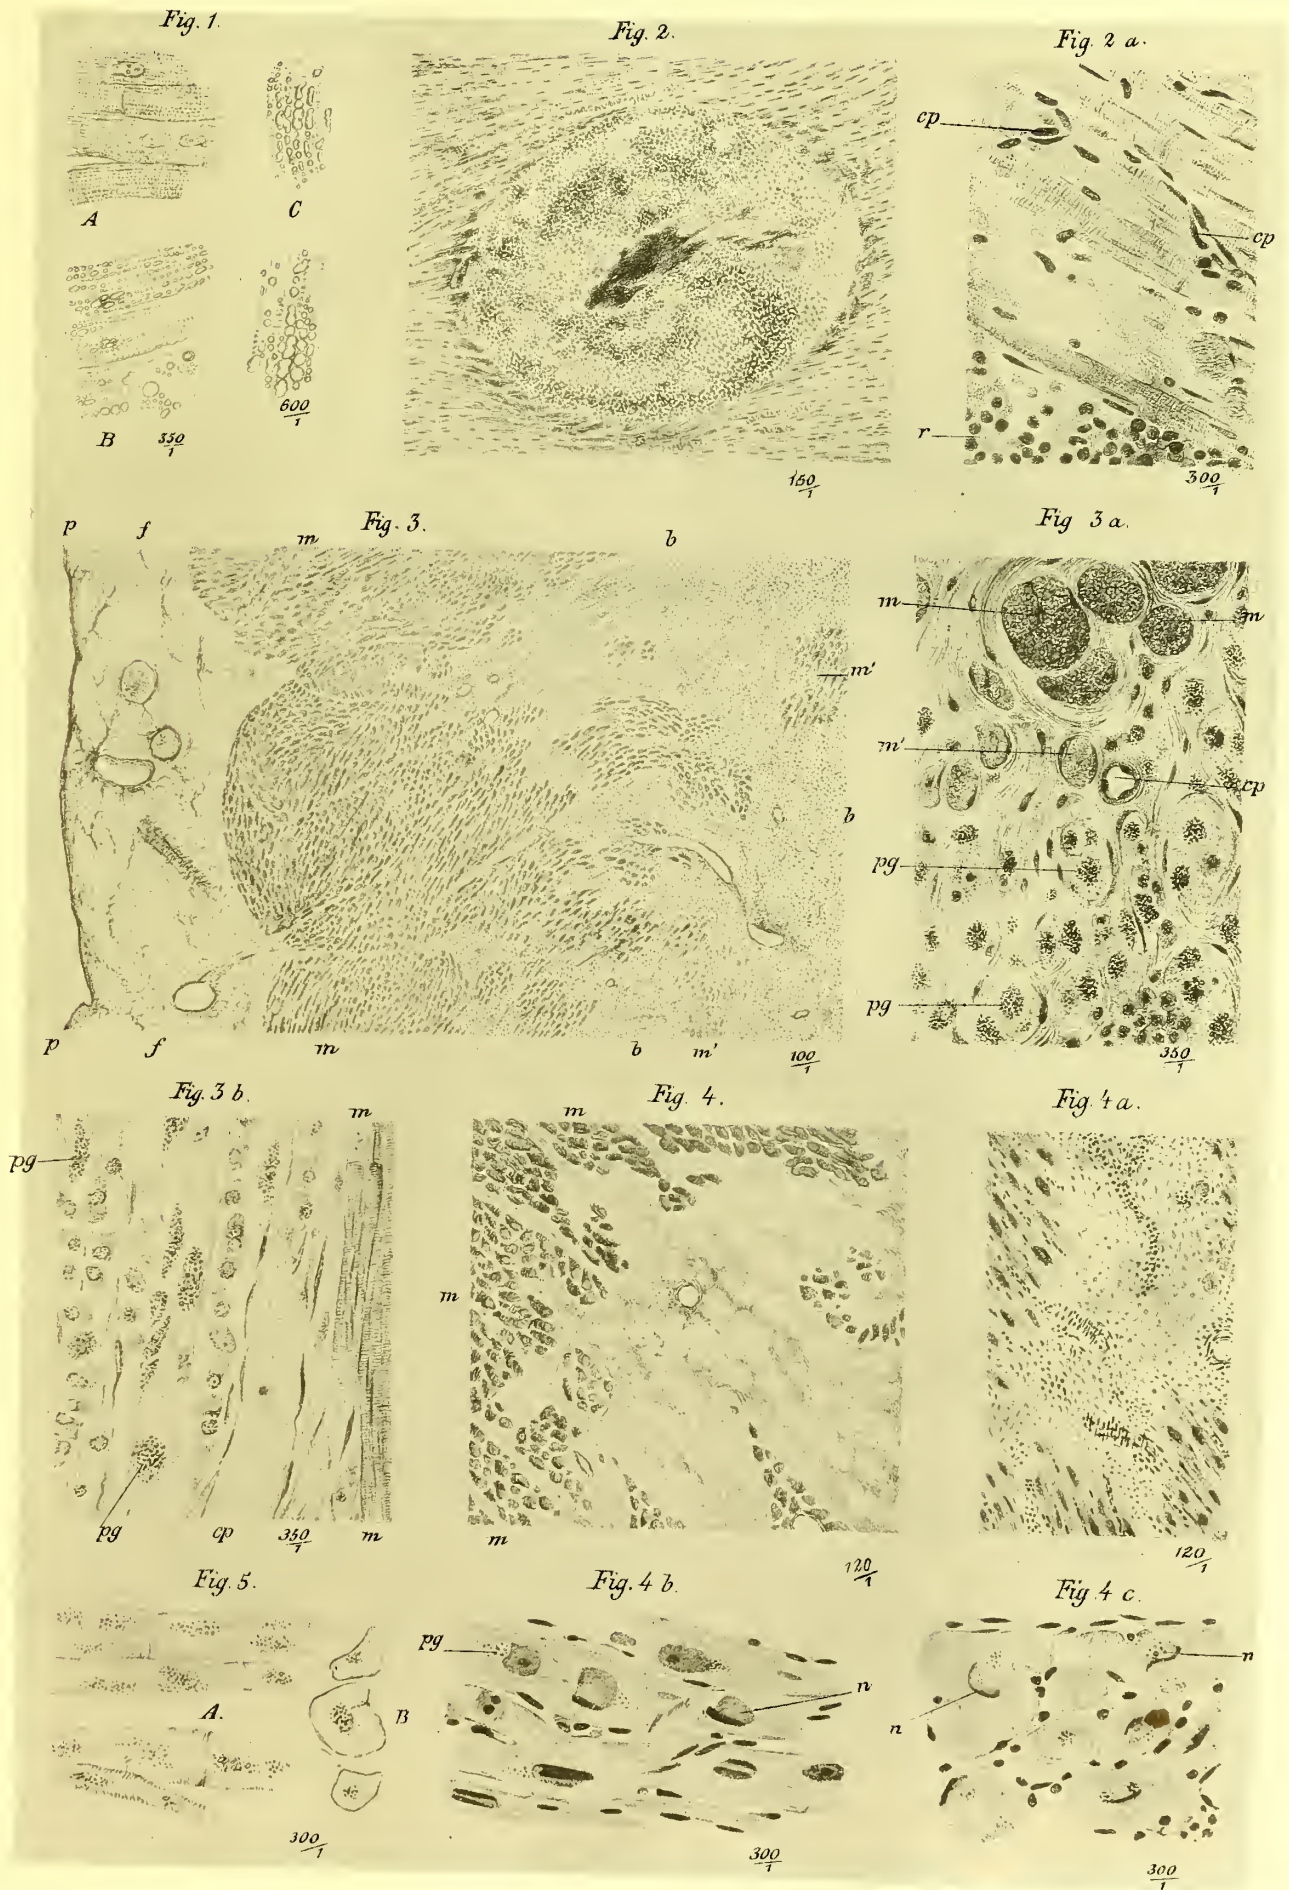 Fig. 1.
A
C
B
350/1
600/1
Fig. 2.
150/1
Fig. 2 a.
cp
cp
r
300/1
Fig. 3.
p
f
m
b
m'
b
p
f
m
b
m'
100/1
Fig 3 a.
m
m
m'
cp
pg
pg
350/1
Fig. 3 b.
m
pg
pg
cp
350/1
m
Fig. 4.
m
m
m
120/1
Fig. 4 a.
120/1
Fig. 5.
A.
B
300/1
Fig. 4 b.
pg
n
300/1
Fig. 4 c.
n
n
300/1